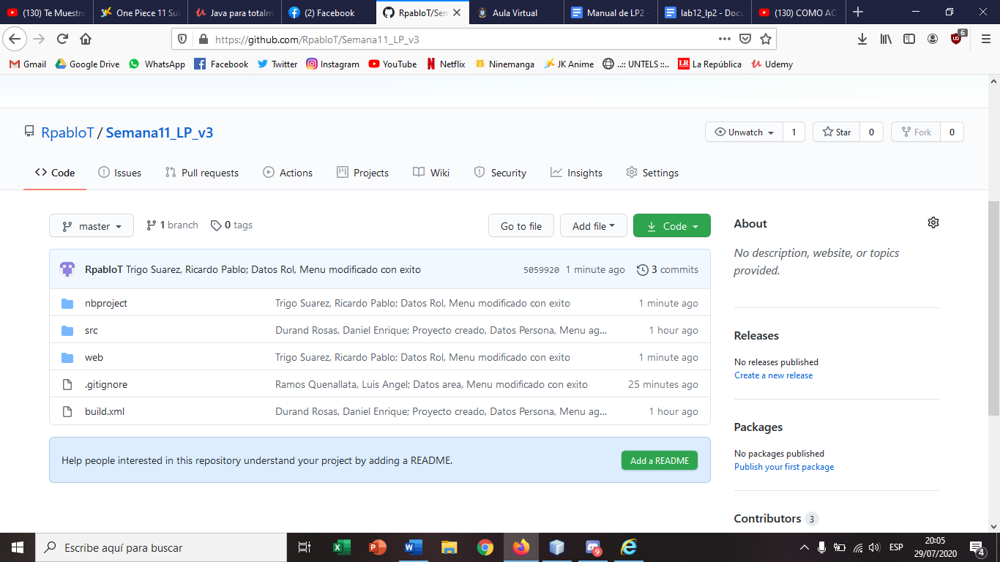 (130) Te Muestro
One Piece 11 Sub
Java para totalm
(2) Facebook
RpabloT/Sem
Aula Virtual
Manual de LP2 -
lab12_lp2 - Docu
(130) COMO AC
https://github.com/RpabloT/Semana11_LP_v3
6
Gmail
Google Drive
WhatsApp
Facebook
Twitter
Instagram
YouTube
Netflix
Ninemanga
JK Anime
..:: UNTELS ::..
La República
Udemy
RpabloT / Semana11_LP_v3
Unwatch 1
Star 0
Fork 0
Code
Issues
Pull requests
Actions
Projects
Wiki
Security
Insights
Settings
master
1 branch
0 tags
Go to file
Add file
Code
RpabloT Trigo Suarez, Ricardo Pablo; Datos Rol, Menu modificado con exito 5059920 1 minute ago 3 commits
nbproject Trigo Suarez, Ricardo Pablo; Datos Rol, Menu modificado con exito 1 minute ago
src Durand Rosas, Daniel Enrique; Proyecto creado, Datos Persona, Menu ag... 1 hour ago
web Trigo Suarez, Ricardo Pablo; Datos Rol, Menu modificado con exito 1 minute ago
.gitignore Ramos Quenallata, Luis Angel; Datos area, Menu modificado con exito 25 minutes ago
build.xml Durand Rosas, Daniel Enrique; Proyecto creado, Datos Persona, Menu ag... 1 hour ago
Help people interested in this repository understand your project by adding a README.
Add a README
About
No description, website, or topics
provided.
Releases
No releases published
Create a new release
Packages
No packages published
Publish your first package
Contributors 3
Escribe aquí para buscar
9
ESP
20:05
29/07/2020
4